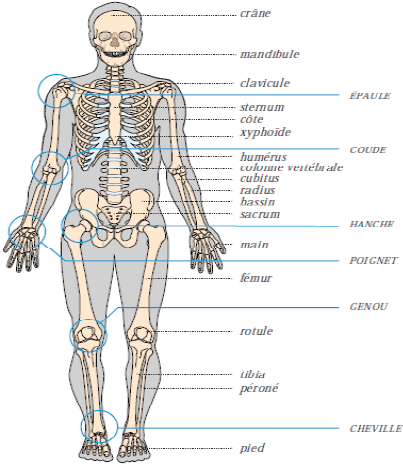 crâne
mandibule
clavicule
ÉPAULE
sternum
côte
xyphoïde
COUDE
humérus
colonne vertébrale
cubitus
radius
bassin
sacrum
HANCHE
main
POIGNET
fémur
GENOU
rotule
tibia
péroné
CHEVILLE
pied